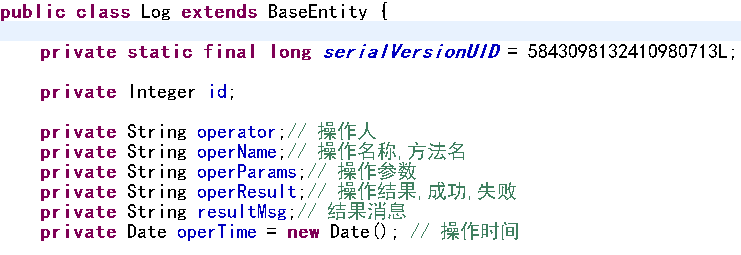 public class Log extends BaseEntity {
private static final long serialVersionUID = 5843098132410980713L;
private Integer id;
private String operator;// 操作人
private String operName;// 操作名称,方法名
private String operParams;// 操作参数
private String operResult;// 操作结果,成功,失败
private String resultMsg;// 结果消息
private Date operTime = new Date(); // 操作时间